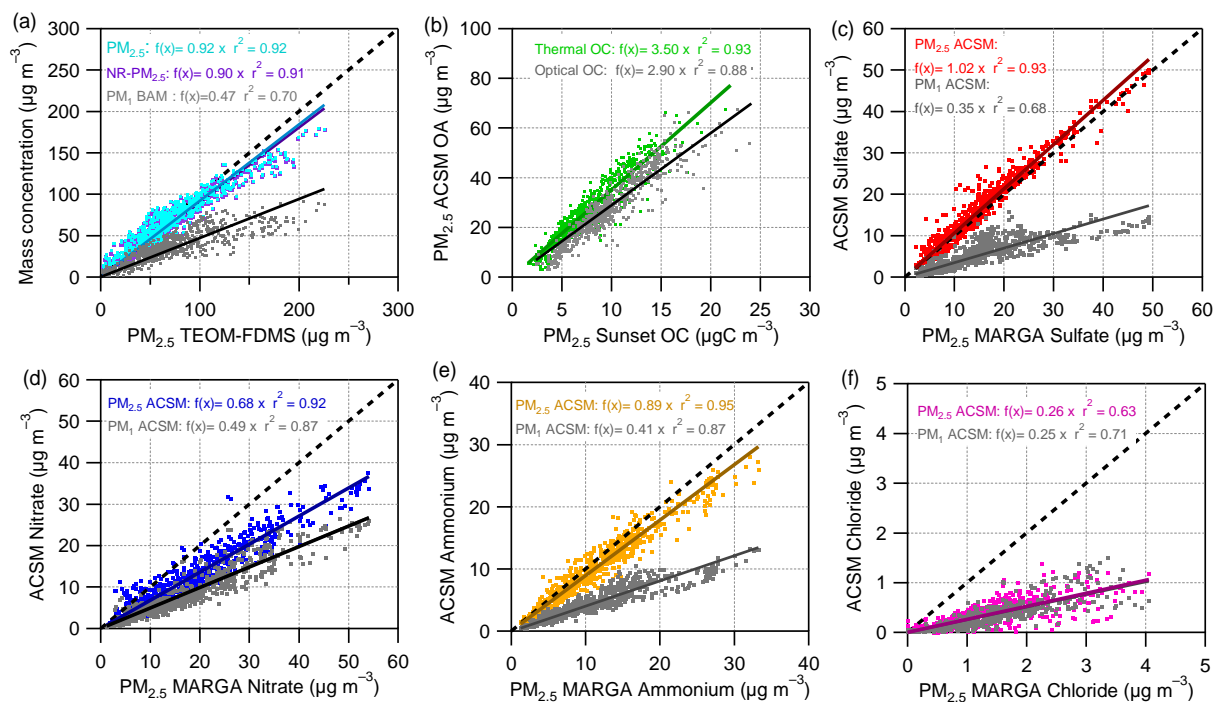 (a)
300
250
200
150
100
50
0
Mass concentration (µg m⁻³)
PM₂.₅: f(x)= 0.92 x r² = 0.92
NR-PM₂.₅: f(x)= 0.90 x r² = 0.91
PM₁ BAM : f(x)=0.47 r² = 0.70
0 100 200 300
PM₂.₅ TEOM-FDMS (µg m⁻³)
(b)
100
80
60
40
20
0
PM₂.₅ ACSM OA (µg m⁻³)
Thermal OC: f(x) = 3.50 x r² = 0.93
Optical OC: f(x) = 2.90 x r² = 0.88
0 5 10 15 20 25 30
PM₂.₅ Sunset OC (µgC m⁻³)
(c)
60
50
40
30
20
10
0
ACSM Sulfate (µg m⁻³)
PM₂.₅ ACSM:
f(x)= 1.02 x r² = 0.93
PM₁ ACSM:
f(x)= 0.35 x r² = 0.68
0 10 20 30 40 50 60
PM₂.₅ MARGA Sulfate (µg m⁻³)
(d)
60
50
40
30
20
10
0
ACSM Nitrate (µg m⁻³)
PM₂.₅ ACSM: f(x)= 0.68 x r² = 0.92
PM₁ ACSM: f(x)= 0.49 x r² = 0.87
0 10 20 30 40 50 60
PM₂.₅ MARGA Nitrate (µg m⁻³)
(e)
40
30
20
10
0
ACSM Ammonium (µg m⁻³)
PM₂.₅ ACSM: f(x)= 0.89 x r² = 0.95
PM₁ ACSM: f(x)= 0.41 x r² = 0.87
0 10 20 30 40
PM₂.₅ MARGA Ammonium (µg m⁻³)
(f)
5
4
3
2
1
0
ACSM Chloride (µg m⁻³)
PM₂.₅ ACSM: f(x)= 0.26 x r² = 0.63
PM₁ ACSM: f(x)= 0.25 x r² = 0.71
0 1 2 3 4 5
PM₂.₅ MARGA Chloride (µg m⁻³)